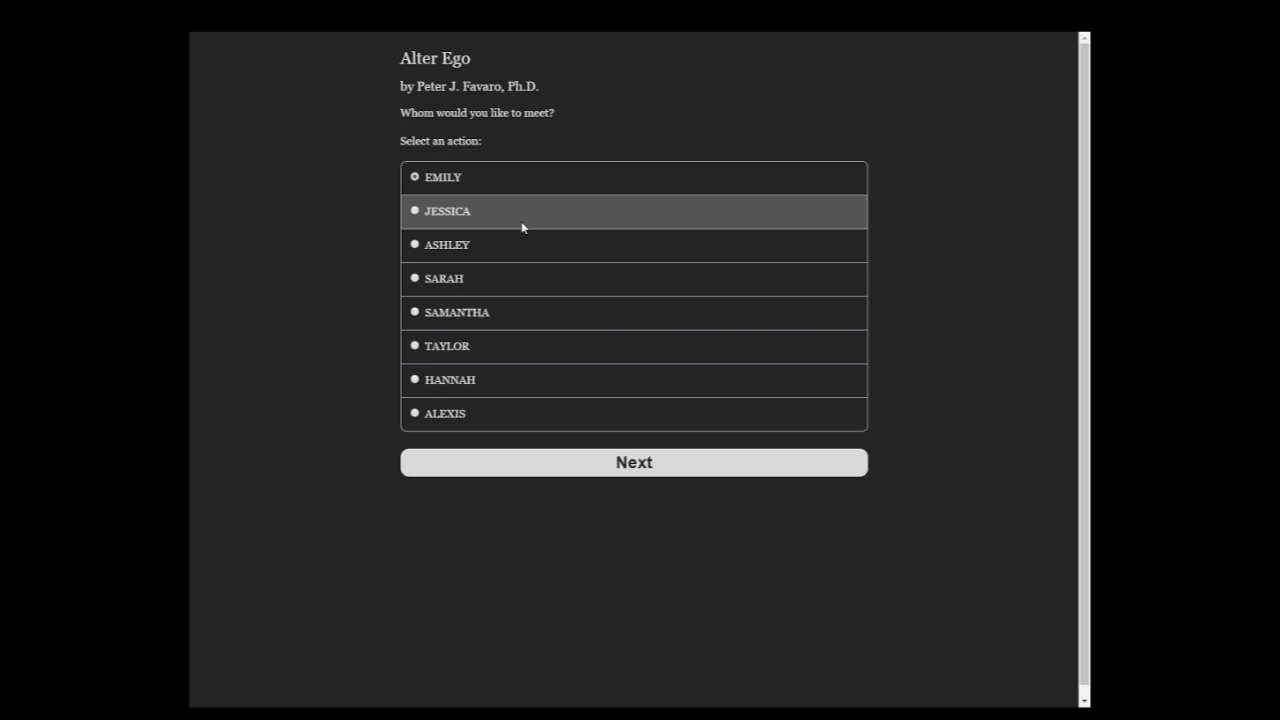 Alter Ego
by Peter J. Favaro, Ph.D.
Whom would you like to meet?
Select an action:
EMILY
JESSICA
ASHLEY
SARAH
SAMANTHA
TAYLOR
HANNAH
ALEXIS
Next